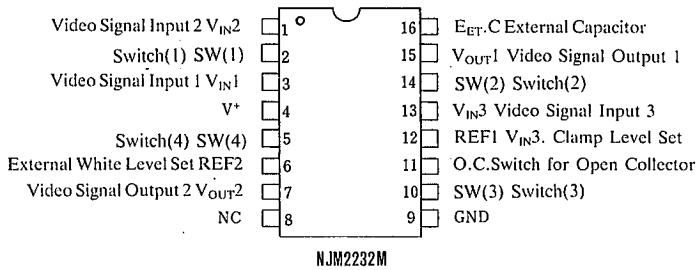 Video Signal Input 2 VIN2 1 16 EET.C External Capacitor
Switch(1) SW(1) 2 15 VOUT1 Video Signal Output 1
Video Signal Input 1 VIN1 3 14 SW(2) Switch(2)
V+ 4 13 VIN3 Video Signal Input 3
Switch(4) SW(4) 5 12 REF1 VIN3. Clamp Level Set
External White Level Set REF2 6 11 O.C.Switch for Open Collector
Video Signal Output 2 VOUT2 7 10 SW(3) Switch(3)
NC 8 9 GND
NJM2232M